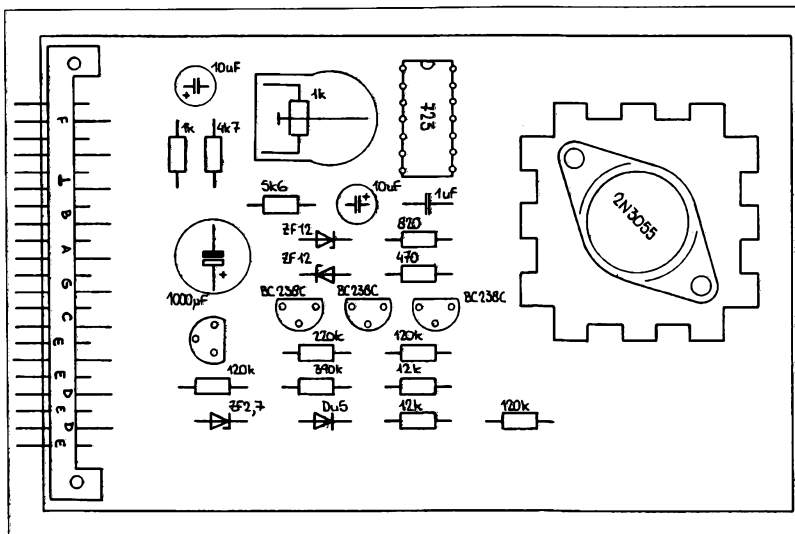 10uF
1k
723
F
1k
4k7
⊥
5k6
10uF
1uF
B
2N3055
ZF12
820
A
ZF12
470
G
1000µF
BC238C
BC238C
BC238C
C
E
220k
120k
E
120k
390k
12k
D
E
ZF2,7
Du5
12k
120k
D
E